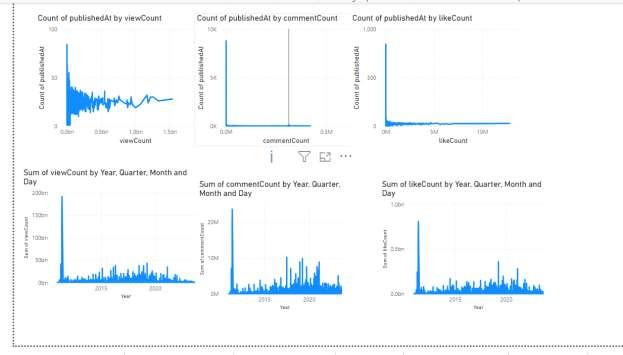 Count of publishedAt by viewCount
100
50
0
Count of publishedAt
0.0bn
0.5bn
1.0bn
1.5bn
viewCount
Count of publishedAt by commentCount
10K
5K
0K
Count of publishedAt
0.0M
0.5M
commentCount
Count of publishedAt by likeCount
1,000
500
0
Count of publishedAt
0M
5M
10M
likeCount
Sum of viewCount by Year, Quarter, Month and
Day
200bn
150bn
100bn
50bn
0bn
Sum of viewCount
2015
2020
Year
Sum of commentCount by Year, Quarter,
Month and Day
20M
10M
0M
Sum of commentCount
2015
2020
Year
Sum of likeCount by Year, Quarter, Month and
Day
1.0bn
0.5bn
0.0bn
Sum of likeCount
2015
2020
Year